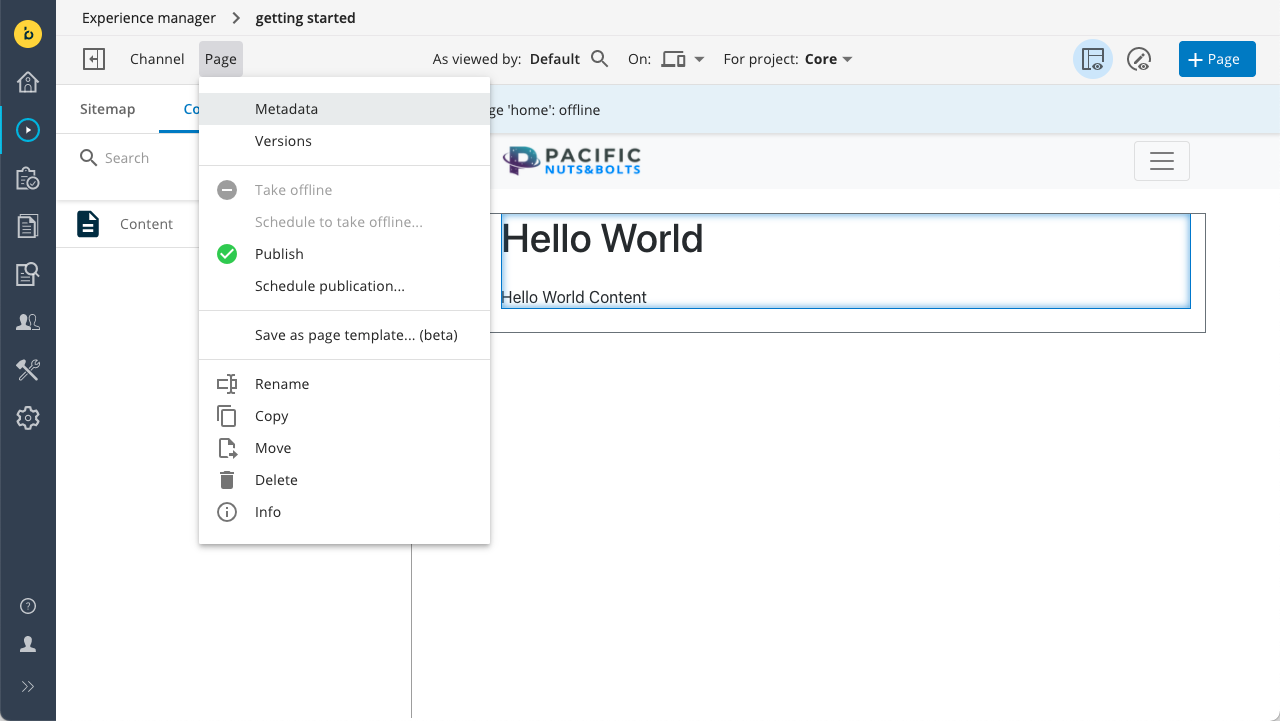 Experience manager > getting started
Channel Page As viewed by: Default On: For project: Core + Page
Sitemap Co
ge 'home': offline
Search
Content
Metadata
Versions
Take offline
Schedule to take offline...
Publish
Schedule publication...
Save as page template... (beta)
Rename
Copy
Move
Delete
Info
PACIFIC
NUTS&BOLTS
Hello World
Hello World Content